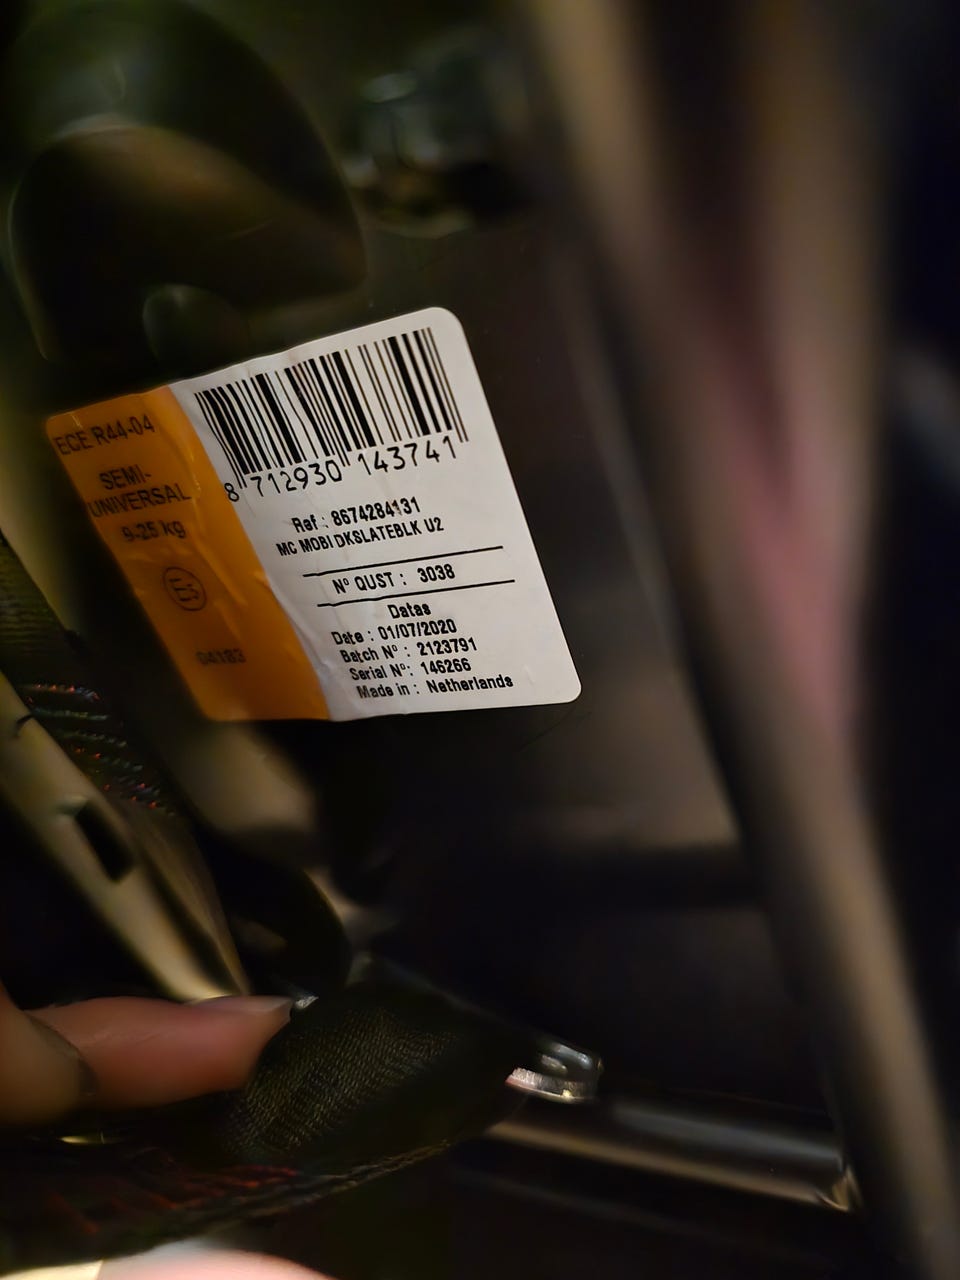 ECE R44-04
SEMI-
UNIVERSAL
9-25 kg
E3
04183
8 712930 143741
Ref : 8674284131
MC MOBI DKSLATEBLK U2
Nº QUST : 3038
Datas
Date : 01/07/2020
Batch Nº : 2123791
Serial Nº: 146266
Made in : Netherlands